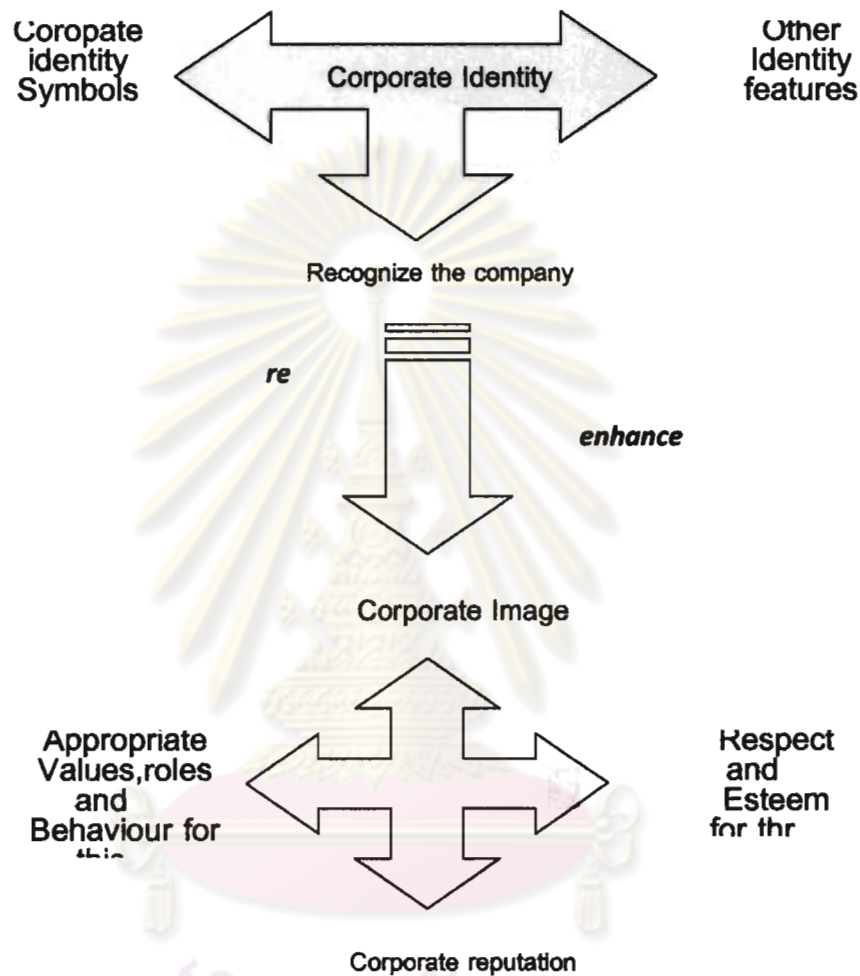 Coropate
identity
Symbols
Corporate Identity
Other
Identity
features
Recognize the company
re
enhance
Corporate Image
Appropriate
Values,roles
and
Behaviour for
this
Respect
and
Esteem
for thr
Corporate reputation